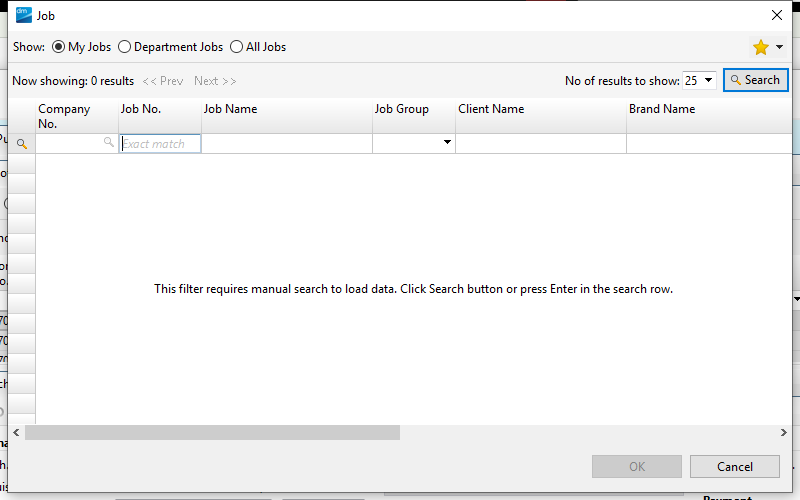 dm Job
Show: My Jobs Department Jobs All Jobs
Now showing: 0 results << Prev Next >> No of results to show: 25 Search
Company No. Job No. Job Name Job Group Client Name Brand Name
Exact match
This filter requires manual search to load data. Click Search button or press Enter in the search row.
OK Cancel